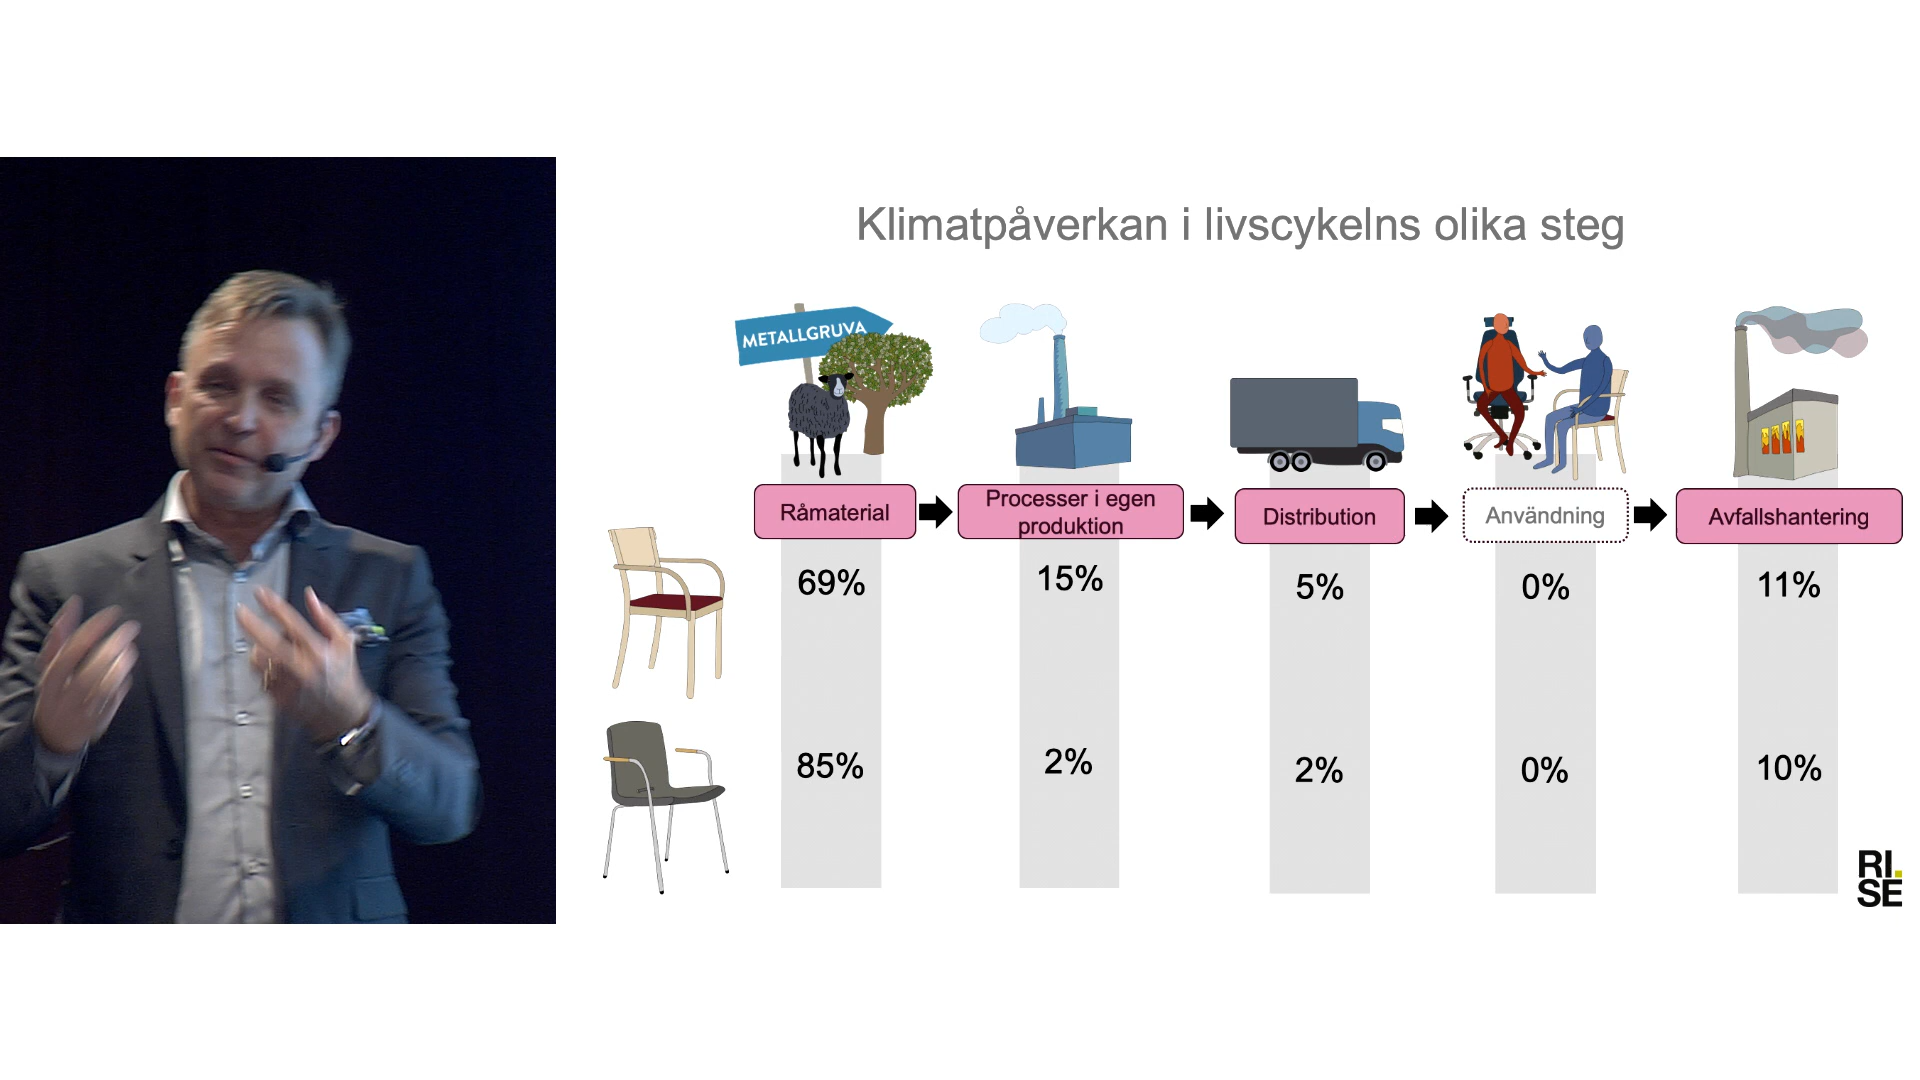 Klimatpåverkan i livscykelns olika steg
METALLGRUVA
Råmaterial
Processer i egen
produktion
Distribution
Användning
Avfallshantering
69%
15%
5%
0%
11%
85%
2%
2%
0%
10%
RI.
SE